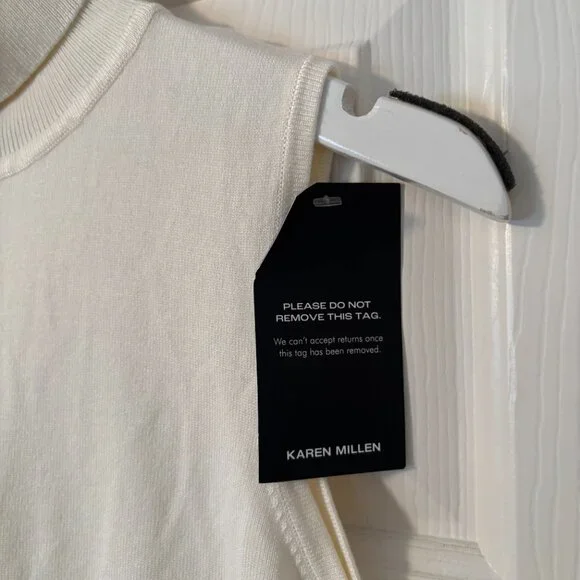 PLEASE DO NOT
REMOVE THIS TAG.
We can't accept returns once
this tag has been removed.
KAREN MILLEN